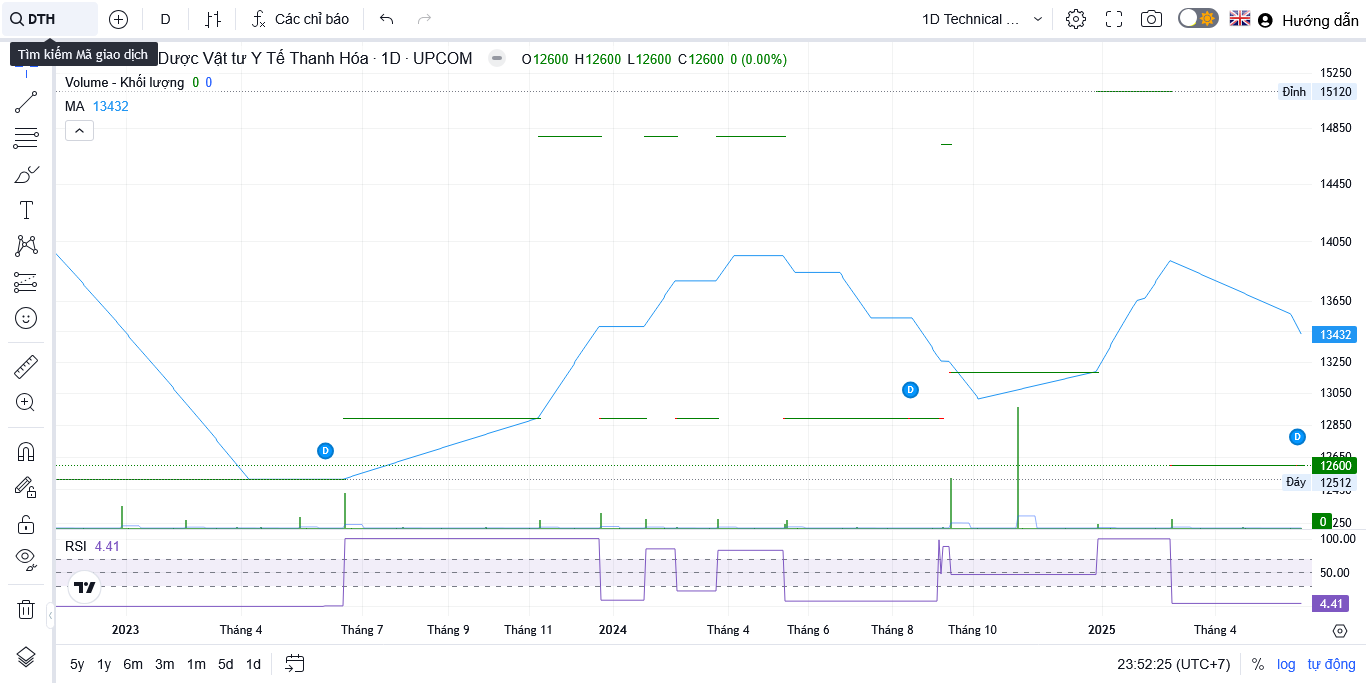 DTH
D
Các chỉ báo
1D Technical ...
Hướng dẫn
Tìm kiếm Mã giao dịch
Dược Vật tư Y Tế Thanh Hóa · 1D · UPCOM
O12600 H12600 L12600 C12600 0 (0.00%)
Volume - Khối lượng 0 0
MA 13432
15250
Đỉnh 15120
14850
14450
14050
13650
13432
13250
13050
12850
12650
12600
Đáy 12512
0
250
D
D
D
RSI 4.41
100.00
50.00
4.41
2023
Tháng 4
Tháng 7
Tháng 9
Tháng 11
2024
Tháng 4
Tháng 6
Tháng 8
Tháng 10
2025
Tháng 4
5y 1y 6m 3m 1m 5d 1d
23:52:25 (UTC+7)
% log tự động